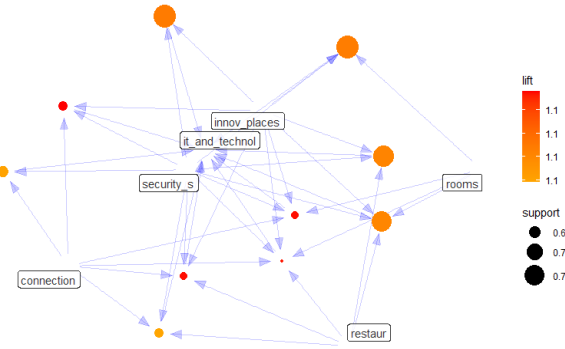 innov_places
it_and_technol
security_s
rooms
connection
restaur
lift
1.1
1.1
1.1
1.1
support
0.6
0.7
0.7